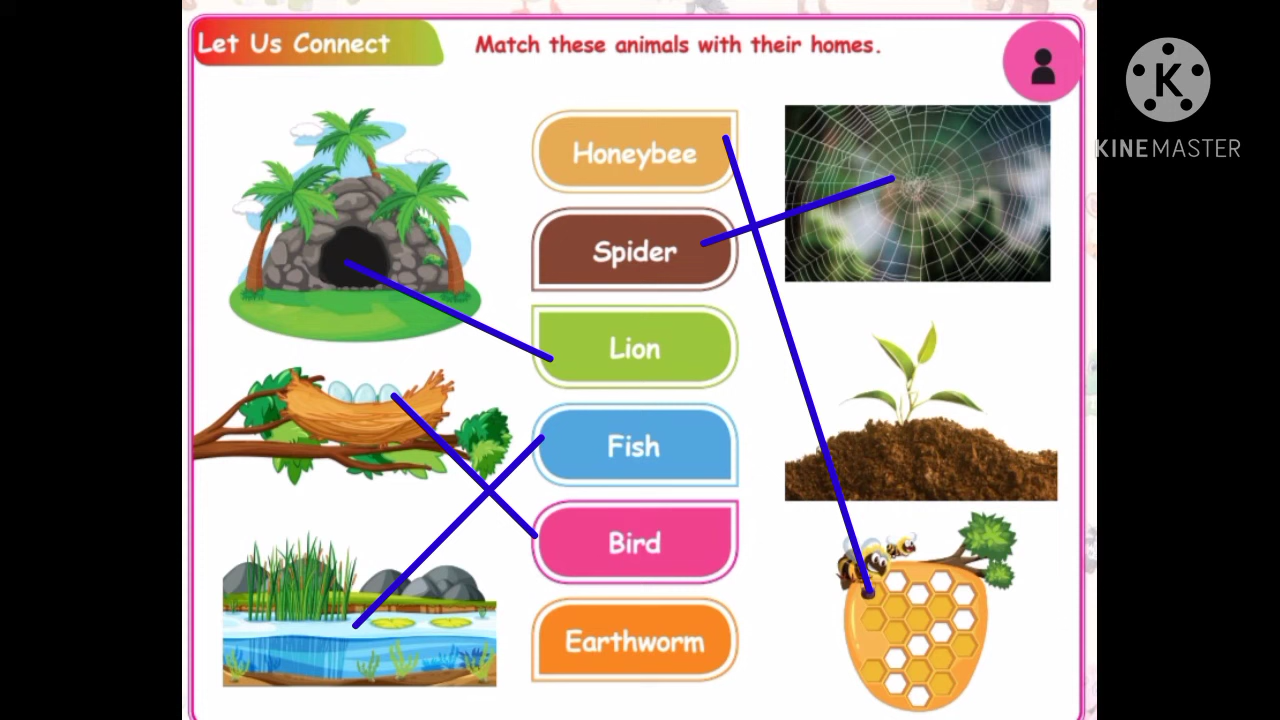 Let Us Connect
Match these animals with their homes.
Honeybee
Spider
Lion
Fish
Bird
Earthworm
K
KINEMASTER